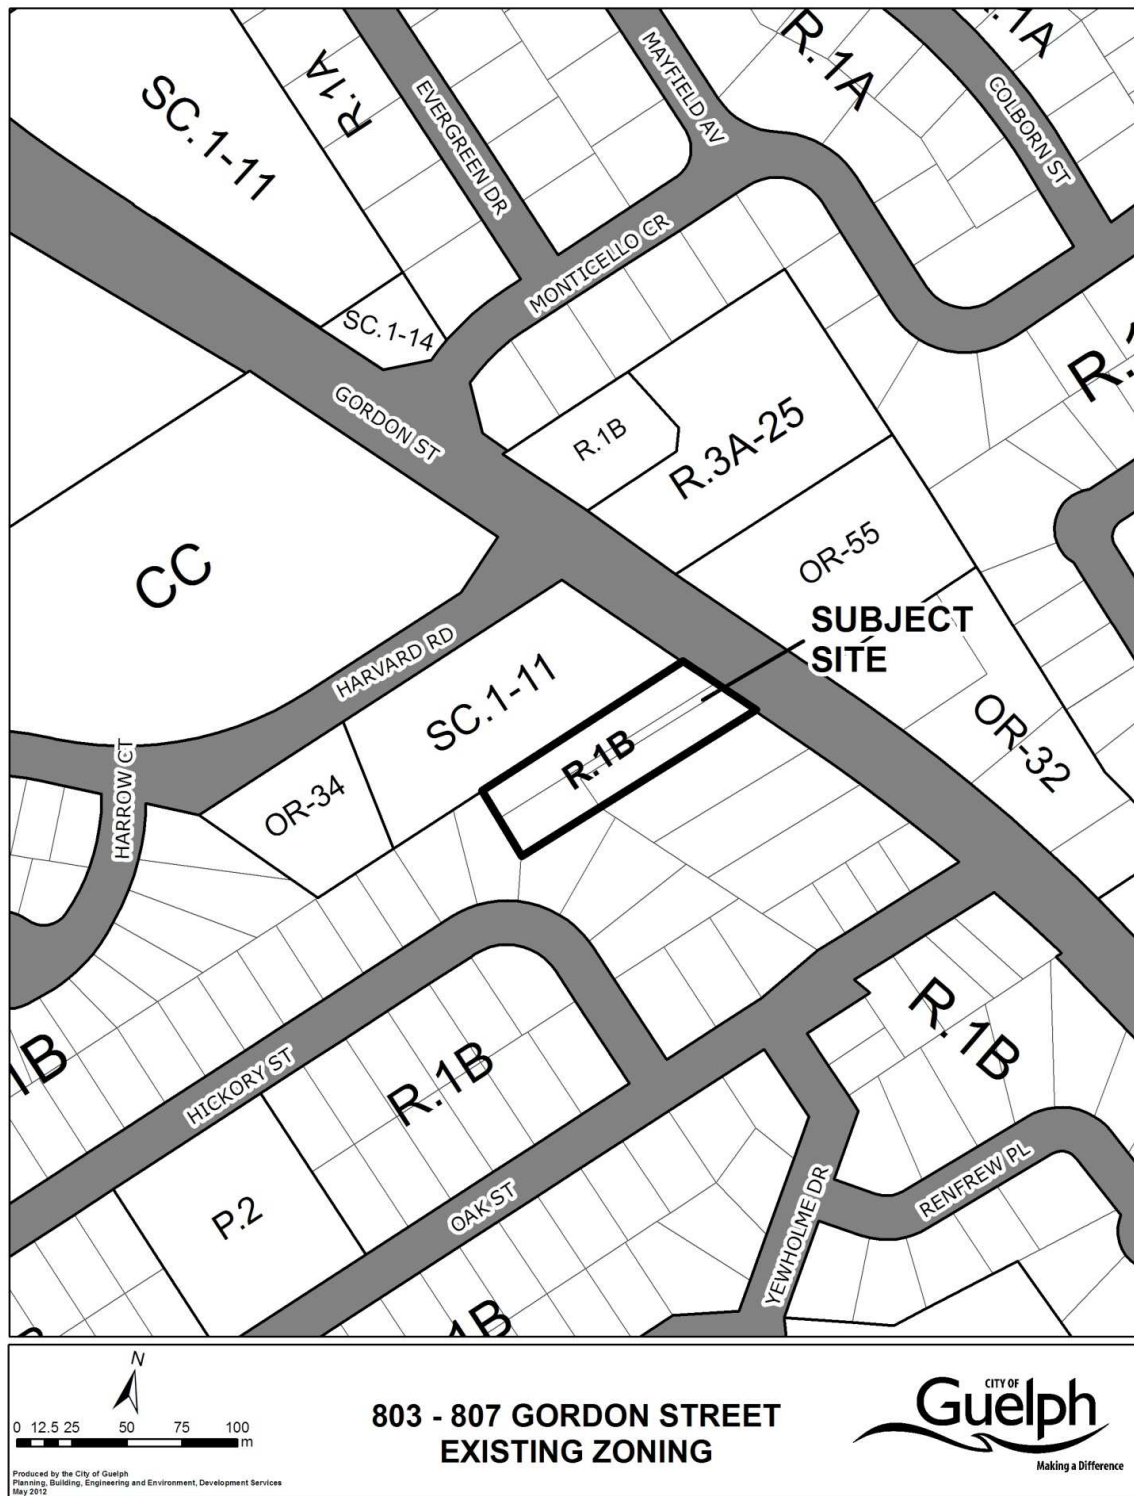 SC.1-11
R.1A
EVERGREEN DR
MAYFIELD AV
R.1A
COLBORN ST
MONTICELLO CR
SC.1-14
GORDON ST
R.1B
R.3A-25
CC
OR-55
SUBJECT
SITE
HARVARD RD
SC.1-11
R.1B
OR-32
HARROW CT
OR-34
R.1B
HICKORY ST
R.1B
P.2
OAK ST
YEWHOLME DR
RENFREW PL
N
0 12.5 25 50 75 100
m
803 - 807 GORDON STREET
EXISTING ZONING
CITY OF
Guelph
Making a Difference
Produced by the City of Guelph
Planning, Building, Engineering and Environment, Development Services
May 2012